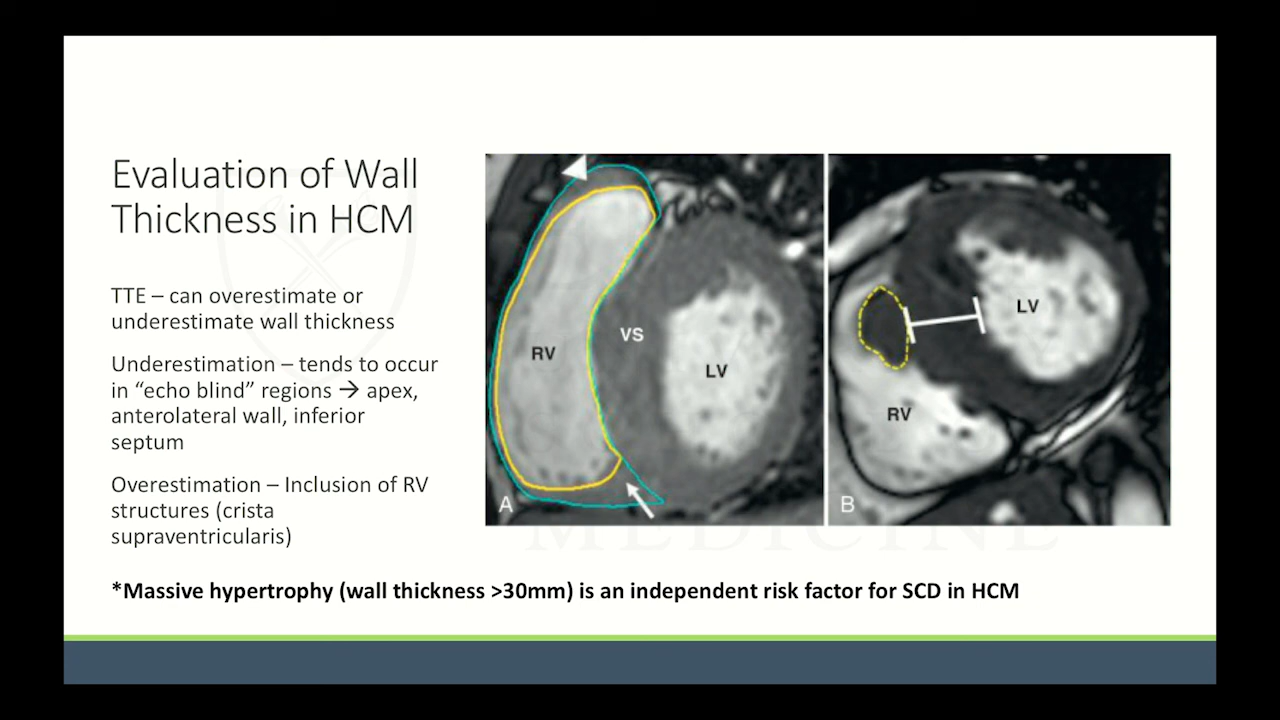 Evaluation of Wall
Thickness in HCM
TTE – can overestimate or
underestimate wall thickness
Underestimation – tends to occur
in “echo blind” regions → apex,
anterolateral wall, inferior
septum
Overestimation – Inclusion of RV
structures (crista
supraventricularis)
*Massive hypertrophy (wall thickness >30mm) is an independent risk factor for SCD in HCM
RV
VS
LV
A
LV
RV
B
MEDICINE